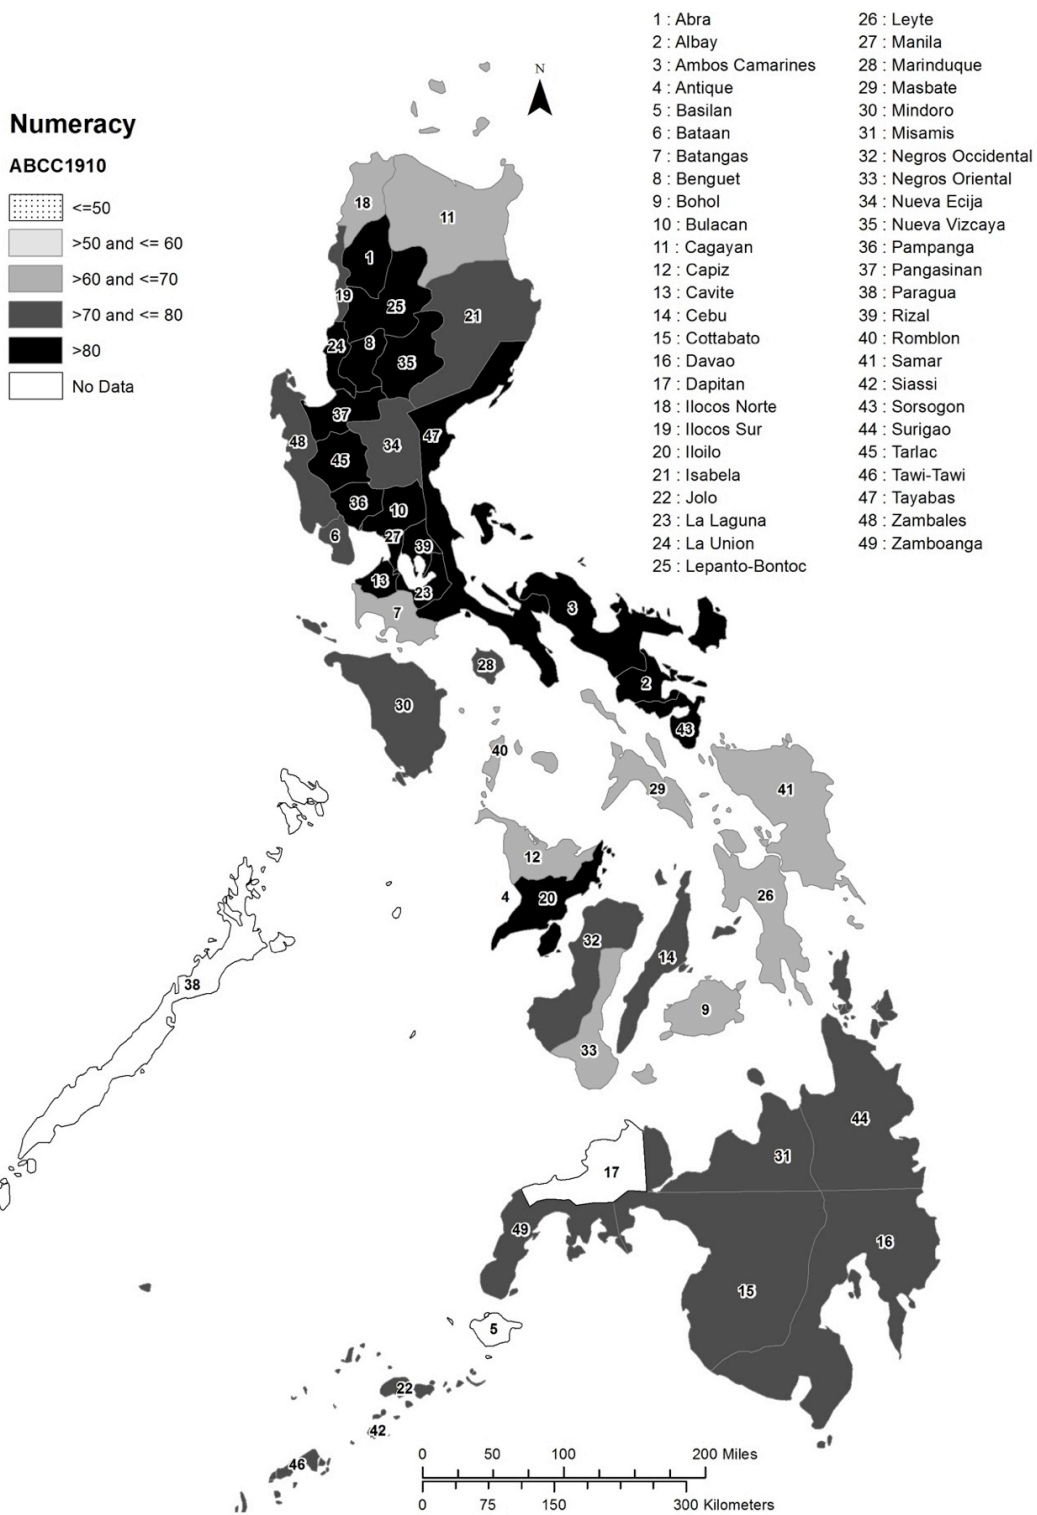 1 : Abra
2 : Albay
3 : Ambos Camarines
4 : Antique
5 : Basilan
6 : Bataan
7 : Batangas
8 : Benguet
9 : Bohol
10 : Bulacan
11 : Cagayan
12 : Capiz
13 : Cavite
14 : Cebu
15 : Cottabato
16 : Davao
17 : Dapitan
18 : Ilocos Norte
19 : Ilocos Sur
20 : Iloilo
21 : Isabela
22 : Jolo
23 : La Laguna
24 : La Union
25 : Lepanto-Bontoc
26 : Leyte
27 : Manila
28 : Marinduque
29 : Masbate
30 : Mindoro
31 : Misamis
32 : Negros Occidental
33 : Negros Oriental
34 : Nueva Ecija
35 : Nueva Vizcaya
36 : Pampanga
37 : Pangasinan
38 : Paragua
39 : Rizal
40 : Romblon
41 : Samar
42 : Siassi
43 : Sorsogon
44 : Surigao
45 : Tarlac
46 : Tawi-Tawi
47 : Tayabas
48 : Zambales
49 : Zamboanga
N
Numeracy
ABCC1910
<=50
>50 and <= 60
>60 and <=70
>70 and <= 80
>80
No Data
18
11
1
19
25
21
24
8
35
37
48
34
47
45
36
10
6
27
39
13
23
7
3
28
2
30
43
40
29
41
12
4
20
26
32
14
38
9
33
44
31
17
49
16
15
5
22
42
46
0 50 100 200 Miles
0 75 150 300 Kilometers